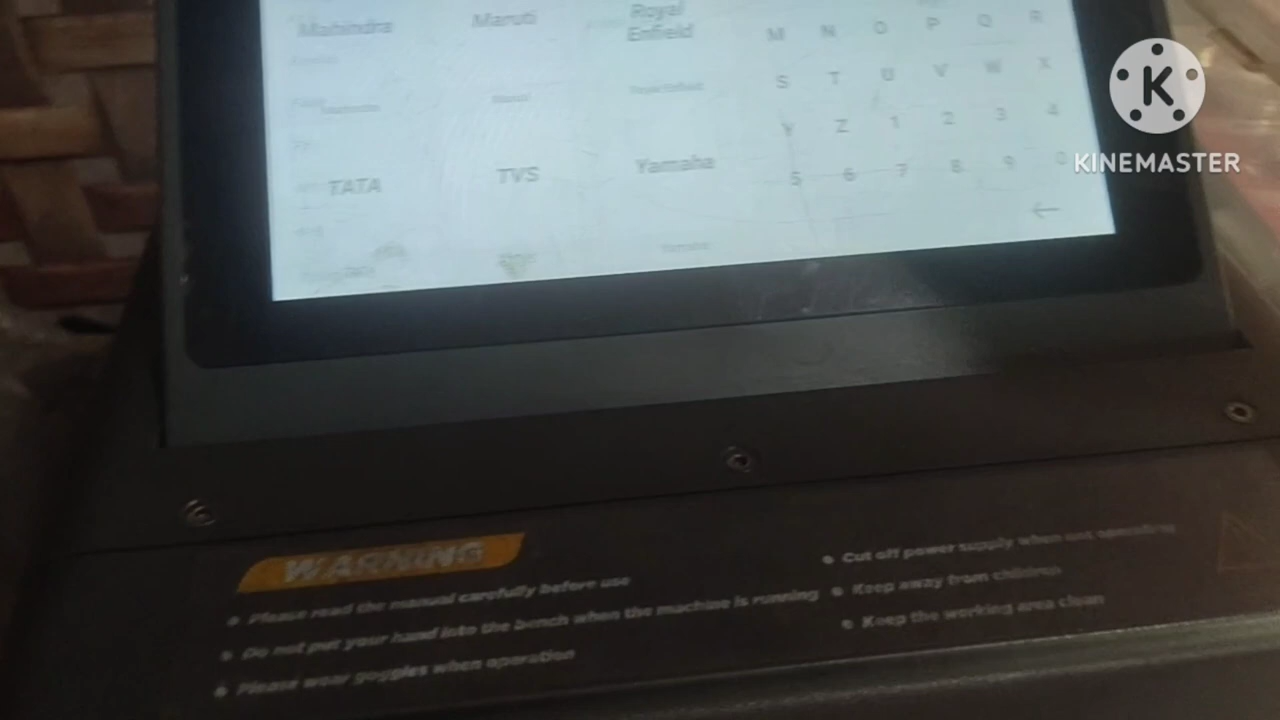 Mahindra Maruti Royal Enfield
M N O P Q R
S T U V W X
Y Z 1 2 3 4
TATA TVS Yamaha
5 6 7 8 9 0
←
K
KINEMASTER
WARNING
• Please read the manual carefully before use
• Do not put your hand into the bench when the machine is running
• Please wear goggles when operation
• Cut off power supply when not operating
• Keep away from children
• Keep the working area clean